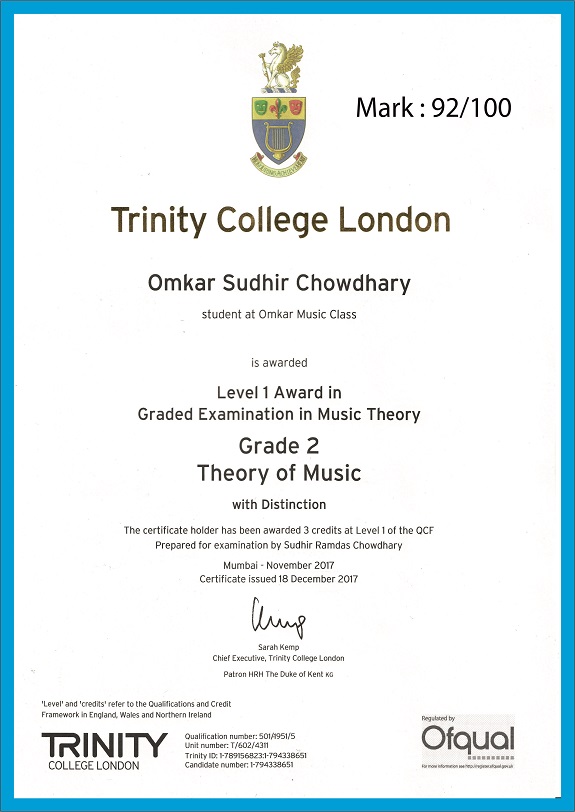 Mark : 92/100
Trinity College London
Omkar Sudhir Chowdhary
student at Omkar Music Class
is awarded
Level 1 Award in
Graded Examination in Music Theory
Grade 2
Theory of Music
with Distinction
The certificate holder has been awarded 3 credits at Level 1 of the QCF
Prepared for examination by Sudhir Ramdas Chowdhary
Mumbai - November 2017
Certificate issued 18 December 2017
Sarah Kemp
Chief Executive, Trinity College London
Patron HRH The Duke of Kent KG
'Level' and 'credits' refer to the Qualifications and Credit
Framework in England, Wales and Northern Ireland
TRINITY
COLLEGE LONDON
Qualification number: 501/1951/5
Unit number: T/602/4311
Trinity ID: 1-789156823:1-794338651
Candidate number: 1-794338651
Regulated by
Ofqual
For more information see http://register.ofqual.gov.uk